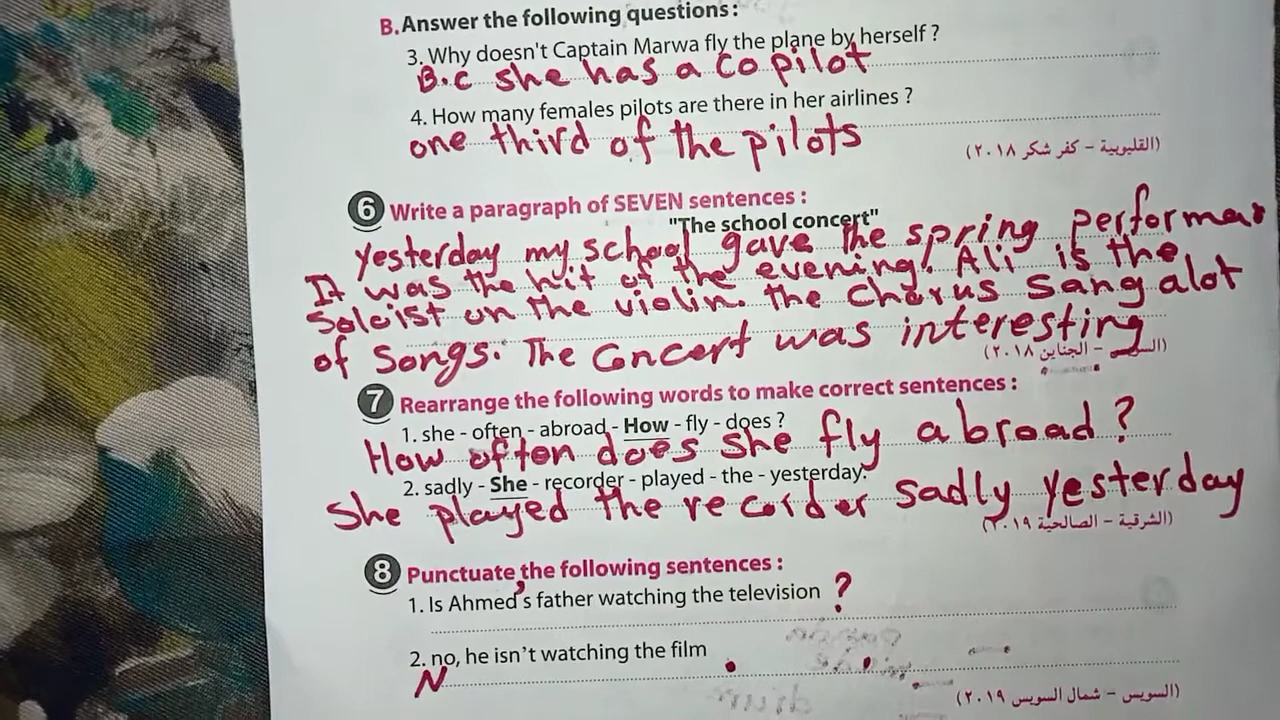 B. Answer the following questions :
3. Why doesn't Captain Marwa fly the plane by herself ?
B.c she has a co pilot
4. How many females pilots are there in her airlines ?
one third of the pilots
(القليوبية - كفر شكر ٢٠١٨)
6 Write a paragraph of SEVEN sentences :
"The school concert"
Yesterday my school gave the spring performan
It was the hit of the evening! Ali is the
Soloist on the violin. the Chorus Sang alot
of Songs. The Concert was interesting
(السويس - الجناين ٢٠١٨)
7 Rearrange the following words to make correct sentences :
1. she - often - abroad - How - fly - does ?
How often does she fly abroad ?
2. sadly - She - recorder - played - the - yesterday.
She played the recorder sadly yesterday
(الشرقية - الصالحية ٢٠١٩)
8 Punctuate the following sentences :
1. Is Ahmed's father watching the television ?
2. no, he isn't watching the film .
N
(السويس - شمال السويس ٢٠١٩)